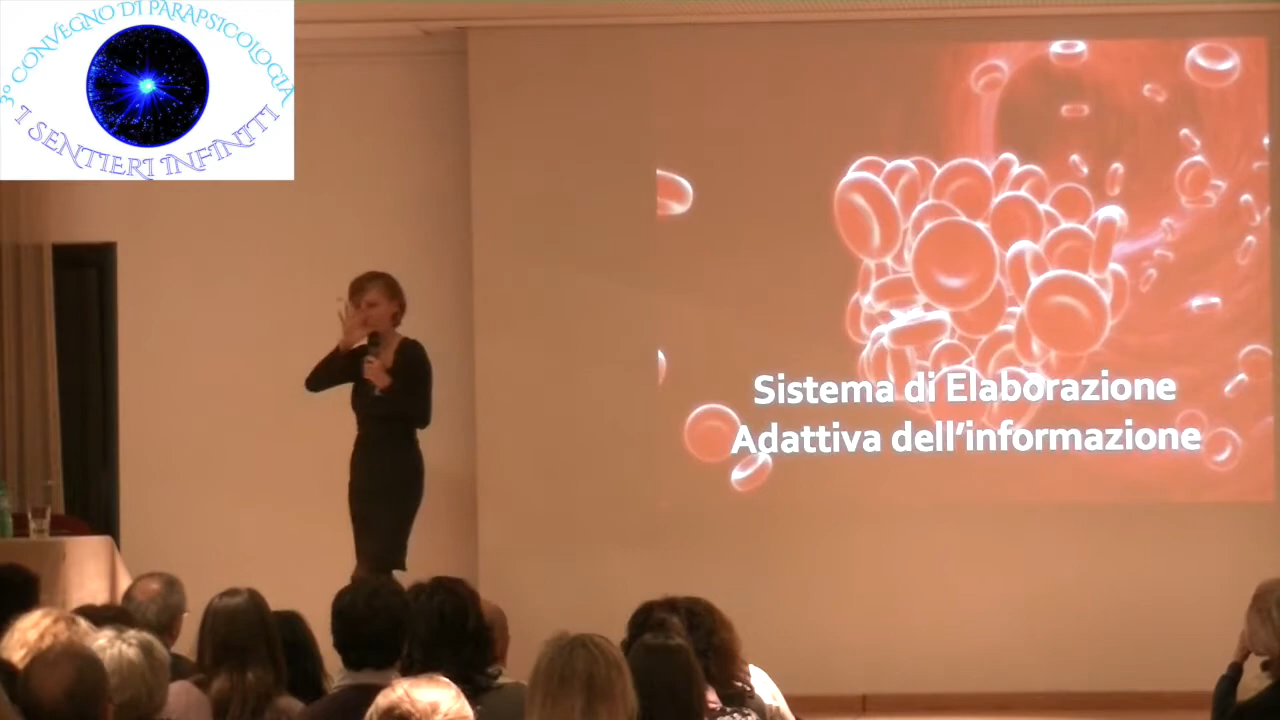 3° CONVEGNO DI PARAPSICOLOGIA
I SENTIERI INFINITI
Sistema di Elaborazione
Adattiva dell'informazione